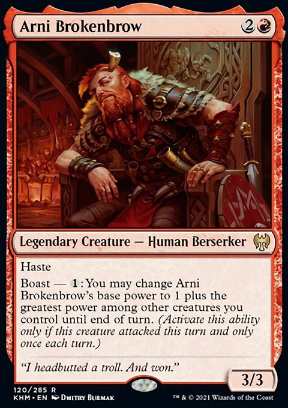 Arni Brokenbrow 2
Legendary Creature — Human Berserker
Haste
Boast — 1: You may change Arni
Brokenbrow's base power to 1 plus the
greatest power among other creatures you
control until end of turn. (Activate this ability
only if this creature attacked this turn and only
once each turn.)
"I headbutted a troll. And won."
120/285 R
KHM • EN Dmitry Burmak
™ & © 2021 Wizards of the Coast
3/3